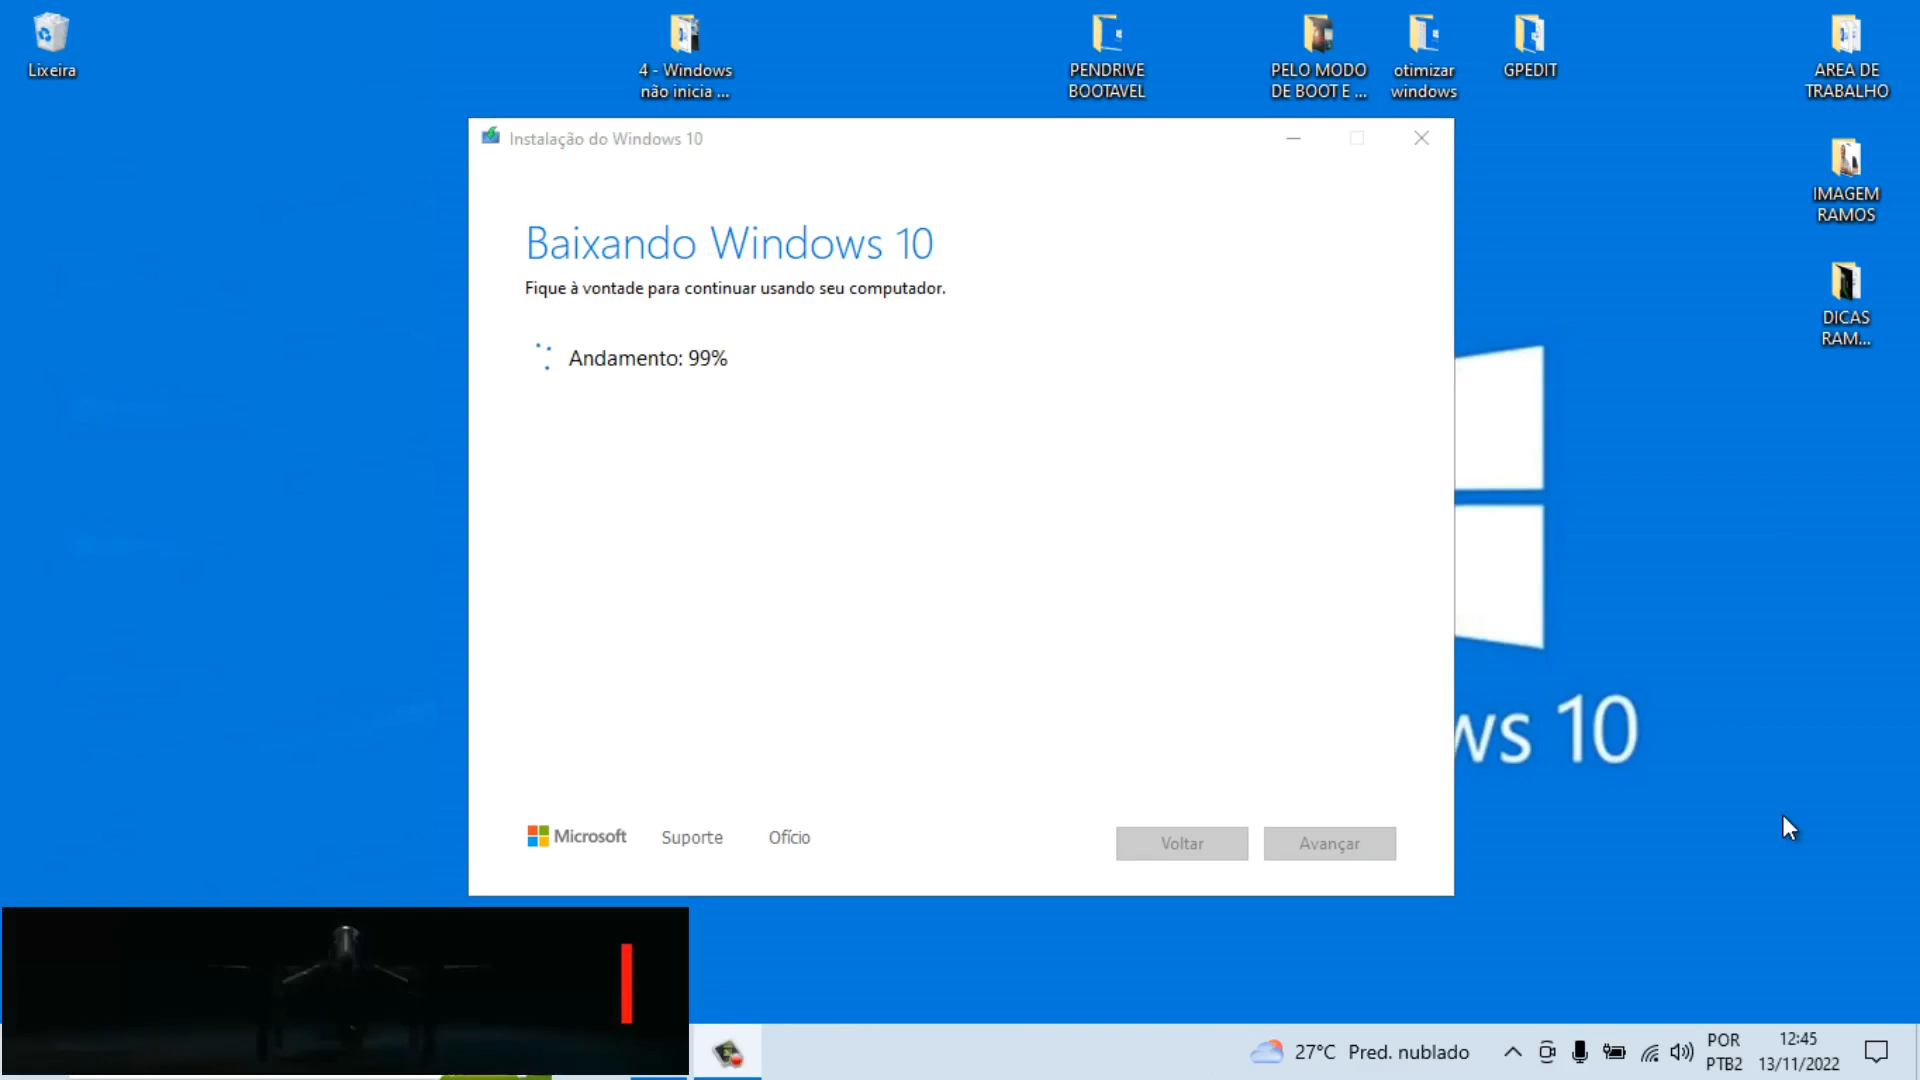 Lixeira
4 - Windows
não inicia ...
PENDRIVE
BOOTAVEL
PELO MODO
DE BOOT E ...
otimizar
windows
GPEDIT
AREA DE
TRABALHO
IMAGEM
RAMOS
DICAS
RAM...
Instalação do Windows 10
Baixando Windows 10
Fique à vontade para continuar usando seu computador.
Andamento: 99%
Microsoft
Suporte
Ofício
Voltar
Avançar
ws 10
27°C Pred. nublado
POR
PTB2
12:45
13/11/2022